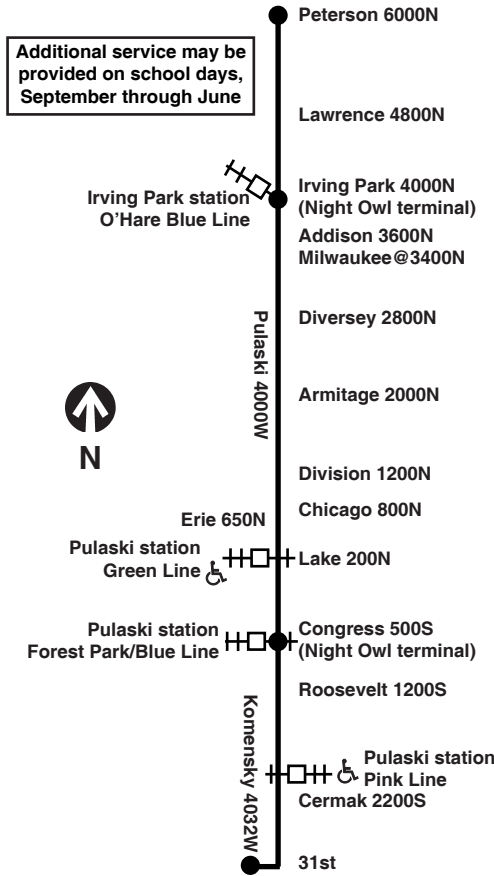 Peterson 6000N
Additional service may be
provided on school days,
September through June
Lawrence 4800N
Irving Park station
O'Hare Blue Line
Irving Park 4000N
(Night Owl terminal)
Addison 3600N
Milwaukee@3400N
Pulaski 4000W
Diversey 2800N
Armitage 2000N
N
Division 1200N
Chicago 800N
Erie 650N
Pulaski station
Green Line
Lake 200N
Pulaski station
Forest Park/Blue Line
Congress 500S
(Night Owl terminal)
Roosevelt 1200S
Komensky 4032W
Pulaski station
Pink Line
Cermak 2200S
31st